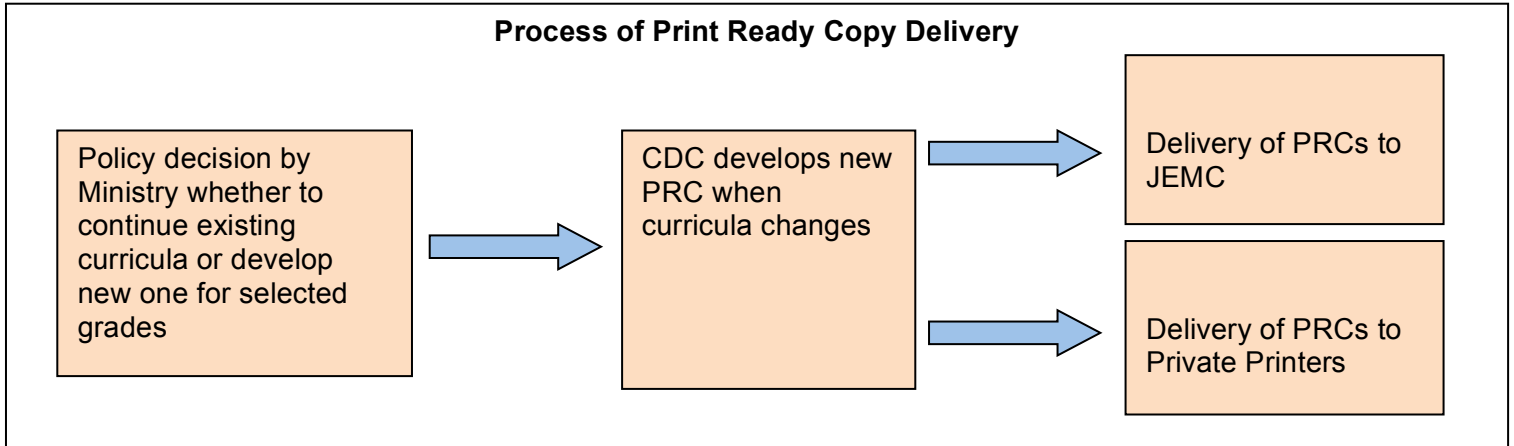 Process of Print Ready Copy Delivery
Policy decision by
Ministry whether to
continue existing
curricula or develop
new one for selected
grades
CDC develops new
PRC when
curricula changes
Delivery of PRCs to
JEMC
Delivery of PRCs to
Private Printers